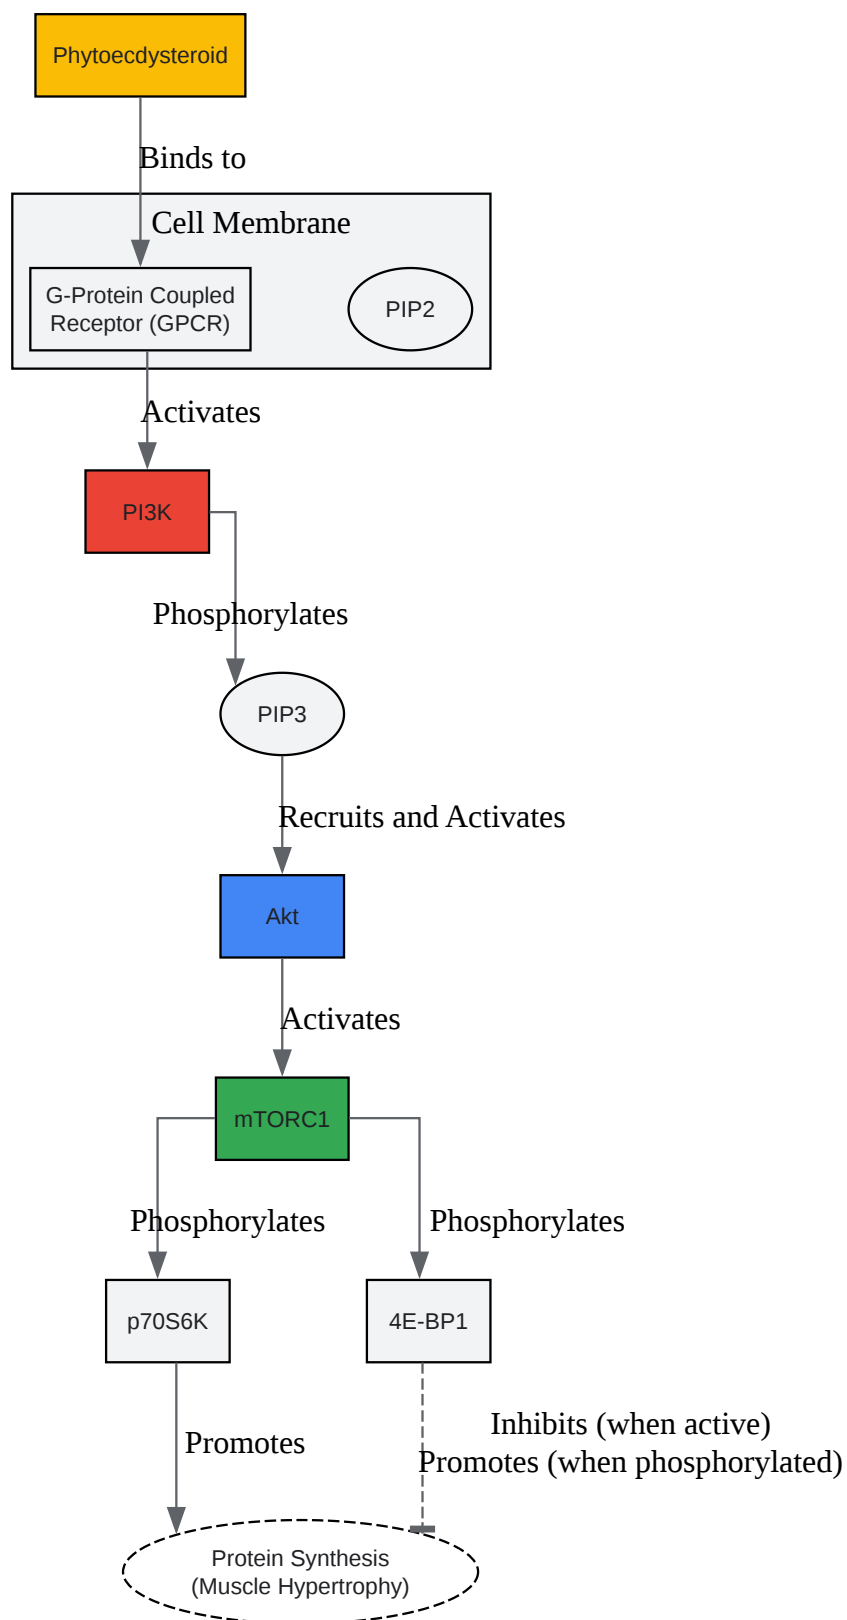 Phytoecdysteroid
Binds to
Cell Membrane
G-Protein Coupled
Receptor (GPCR)
PIP2
Activates
PI3K
Phosphorylates
PIP3
Recruits and Activates
Akt
Activates
mTORC1
Phosphorylates
Phosphorylates
p70S6K
4E-BP1
Promotes
Inhibits (when active)
Promotes (when phosphorylated)
Protein Synthesis
(Muscle Hypertrophy)